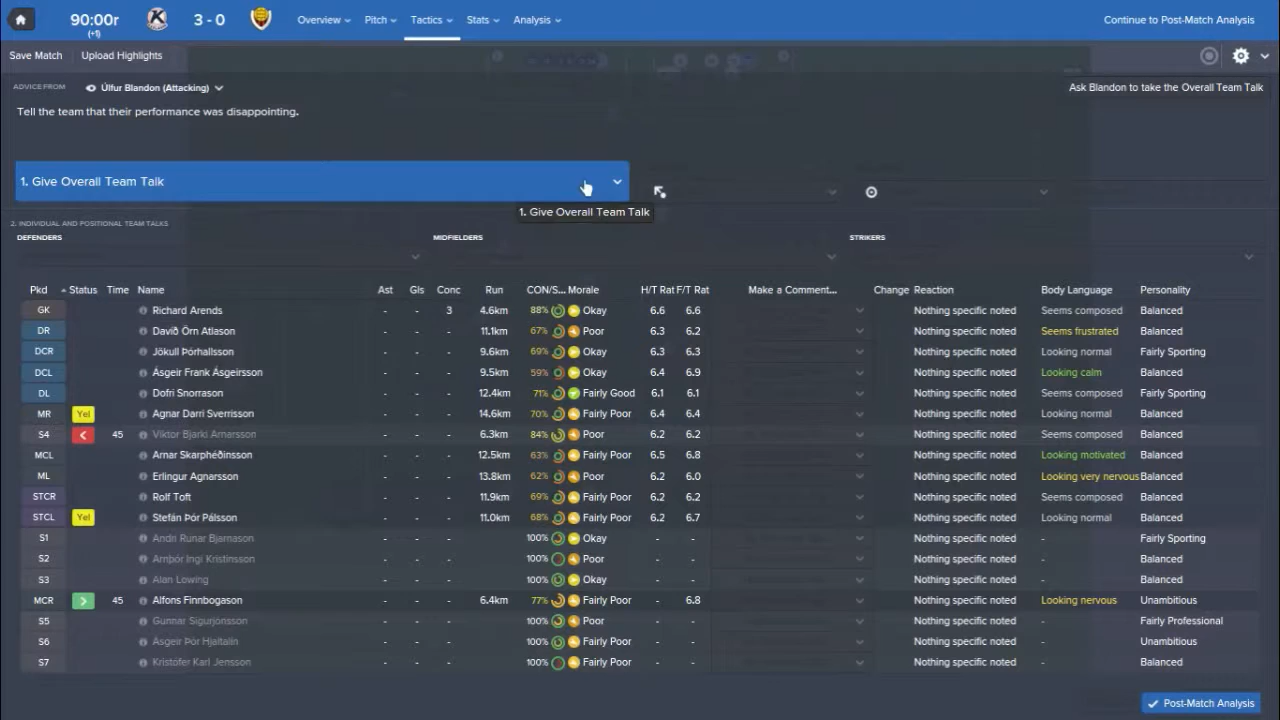 90:00r 3 - 0 Overview Pitch Tactics Stats Analysis Continue to Post-Match Analysis
(+1)
Save Match Upload Highlights
ADVICE FROM Úlfur Blandon (Attacking) Ask Blandon to take the Overall Team Talk
Tell the team that their performance was disappointing.
1. Give Overall Team Talk
1. Give Overall Team Talk
2. INDIVIDUAL AND POSITIONAL TEAM TALKS
DEFENDERS MIDFIELDERS STRIKERS
Pkd Status Time Name Ast Gls Conc Run CON/S... Morale H/T Rat F/T Rat Make a Comment... Change Reaction Body Language Personality
GK Richard Arends - - 3 4.6km 88% Okay 6.6 6.6 Nothing specific noted Seems composed Balanced
DR Davíð Örn Atlason - - - 11.1km 67% Poor 6.3 6.2 Nothing specific noted Seems frustrated Balanced
DCR Jökull Þórhallsson - - - 9.6km 69% Okay 6.3 6.3 Nothing specific noted Looking normal Fairly Sporting
DCL Ásgeir Frank Ásgeirsson - - - 9.5km 59% Okay 6.4 6.9 Nothing specific noted Looking calm Balanced
DL Dofri Snorrason - - - 12.4km 71% Fairly Good 6.1 6.1 Nothing specific noted Seems composed Fairly Sporting
MR Yel Agnar Darri Sverrisson - - - 14.6km 70% Fairly Poor 6.4 6.4 Nothing specific noted Looking normal Balanced
S4 45 Viktor Bjarki Arnarsson - - - 6.3km 84% Poor 6.2 6.2 Nothing specific noted Seems composed Balanced
MCL Arnar Skarphéðinsson - - - 12.5km 63% Fairly Poor 6.5 6.8 Nothing specific noted Looking motivated Balanced
ML Erlingur Agnarsson - - - 13.8km 62% Poor 6.2 6.0 Nothing specific noted Looking very nervous Balanced
STCR Rolf Toft - - - 11.9km 69% Fairly Poor 6.2 6.2 Nothing specific noted Seems composed Balanced
STCL Yel Stefán Þór Pálsson - - - 11.0km 68% Fairly Poor 6.2 6.7 Nothing specific noted Looking normal Balanced
S1 Andri Runar Bjarnason 100% Okay - - Nothing specific noted - Fairly Sporting
S2 Arnþór Ingi Kristinsson 100% Poor - - Nothing specific noted - Balanced
S3 Alan Lowing 100% Okay - - Nothing specific noted - Balanced
MCR 45 Alfons Finnbogason - - - 6.4km 77% Fairly Poor - 6.8 Nothing specific noted Looking nervous Unambitious
S5 Gunnar Sigurjonsson 100% Poor - - Nothing specific noted - Fairly Professional
S6 Asgeir Þór Hjaltalin 100% Fairly Poor - - Nothing specific noted - Unambitious
S7 Kristofer Karl Jensson 100% Fairly Poor - - Nothing specific noted - Balanced
Post-Match Analysis